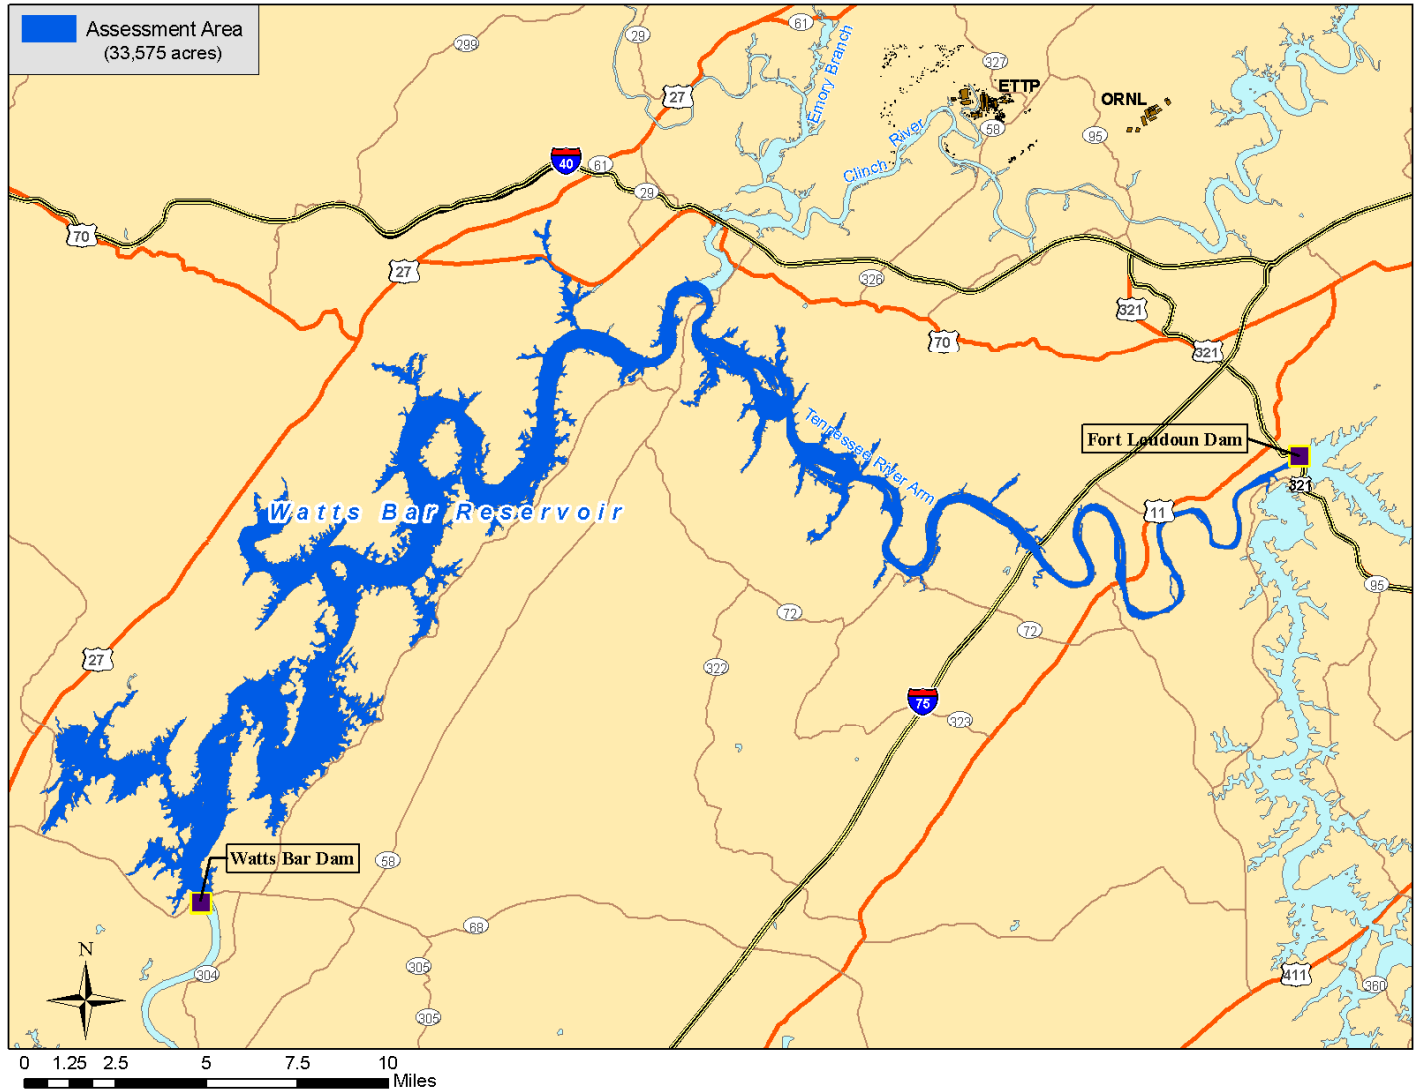 Assessment Area
(33,575 acres)
299
29
61
27
Emory Branch
327
ETTP
58
ORNL
95
Clinch River
40
61
29
70
27
326
321
70
321
Tennessee River Arm
Fort Loudoun Dam
321
11
Watts Bar Reservoir
95
72
72
27
322
75
323
Watts Bar Dam
58
68
304
305
305
411
360
N
0 1.25 2.5 5 7.5 10
Miles